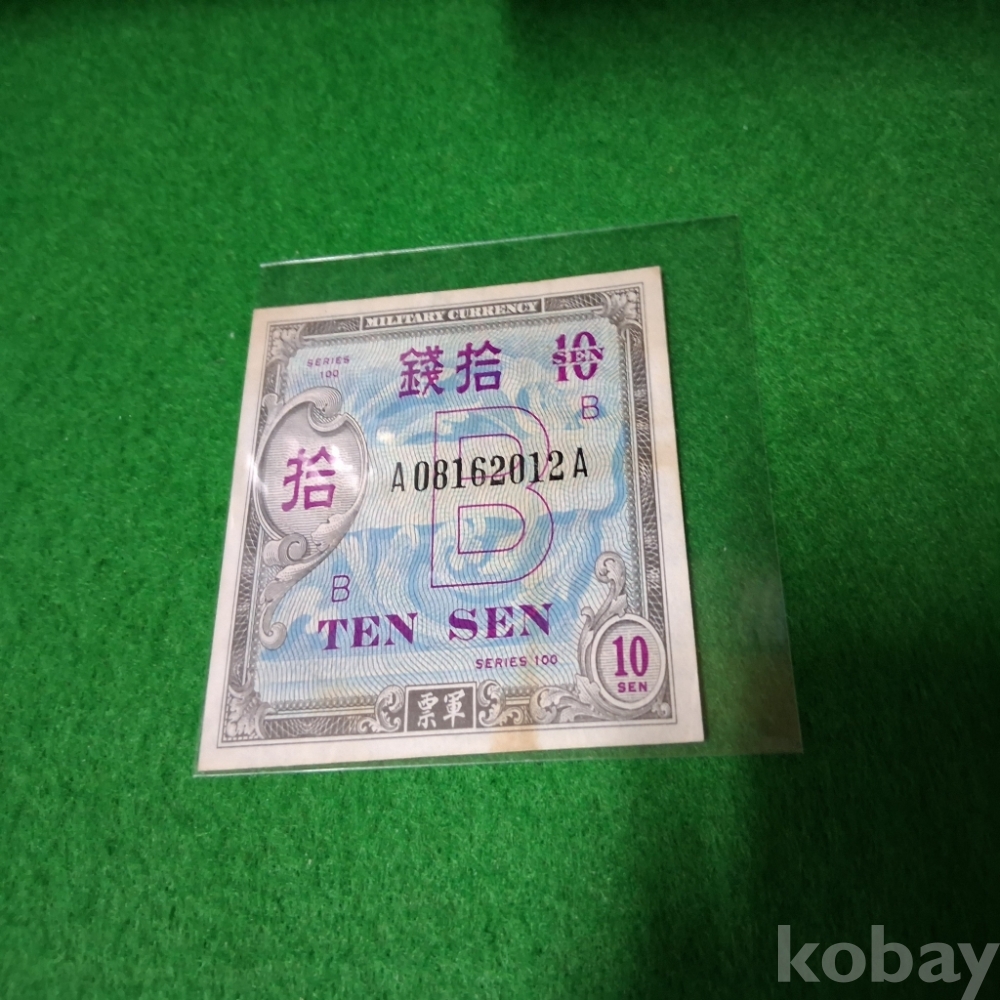 MILITARY CURRENCY
SERIES
100
錢拾
10
SEN
B
拾
A08162012A
B
B
TEN SEN
SERIES 100
10
SEN
票軍
kobay